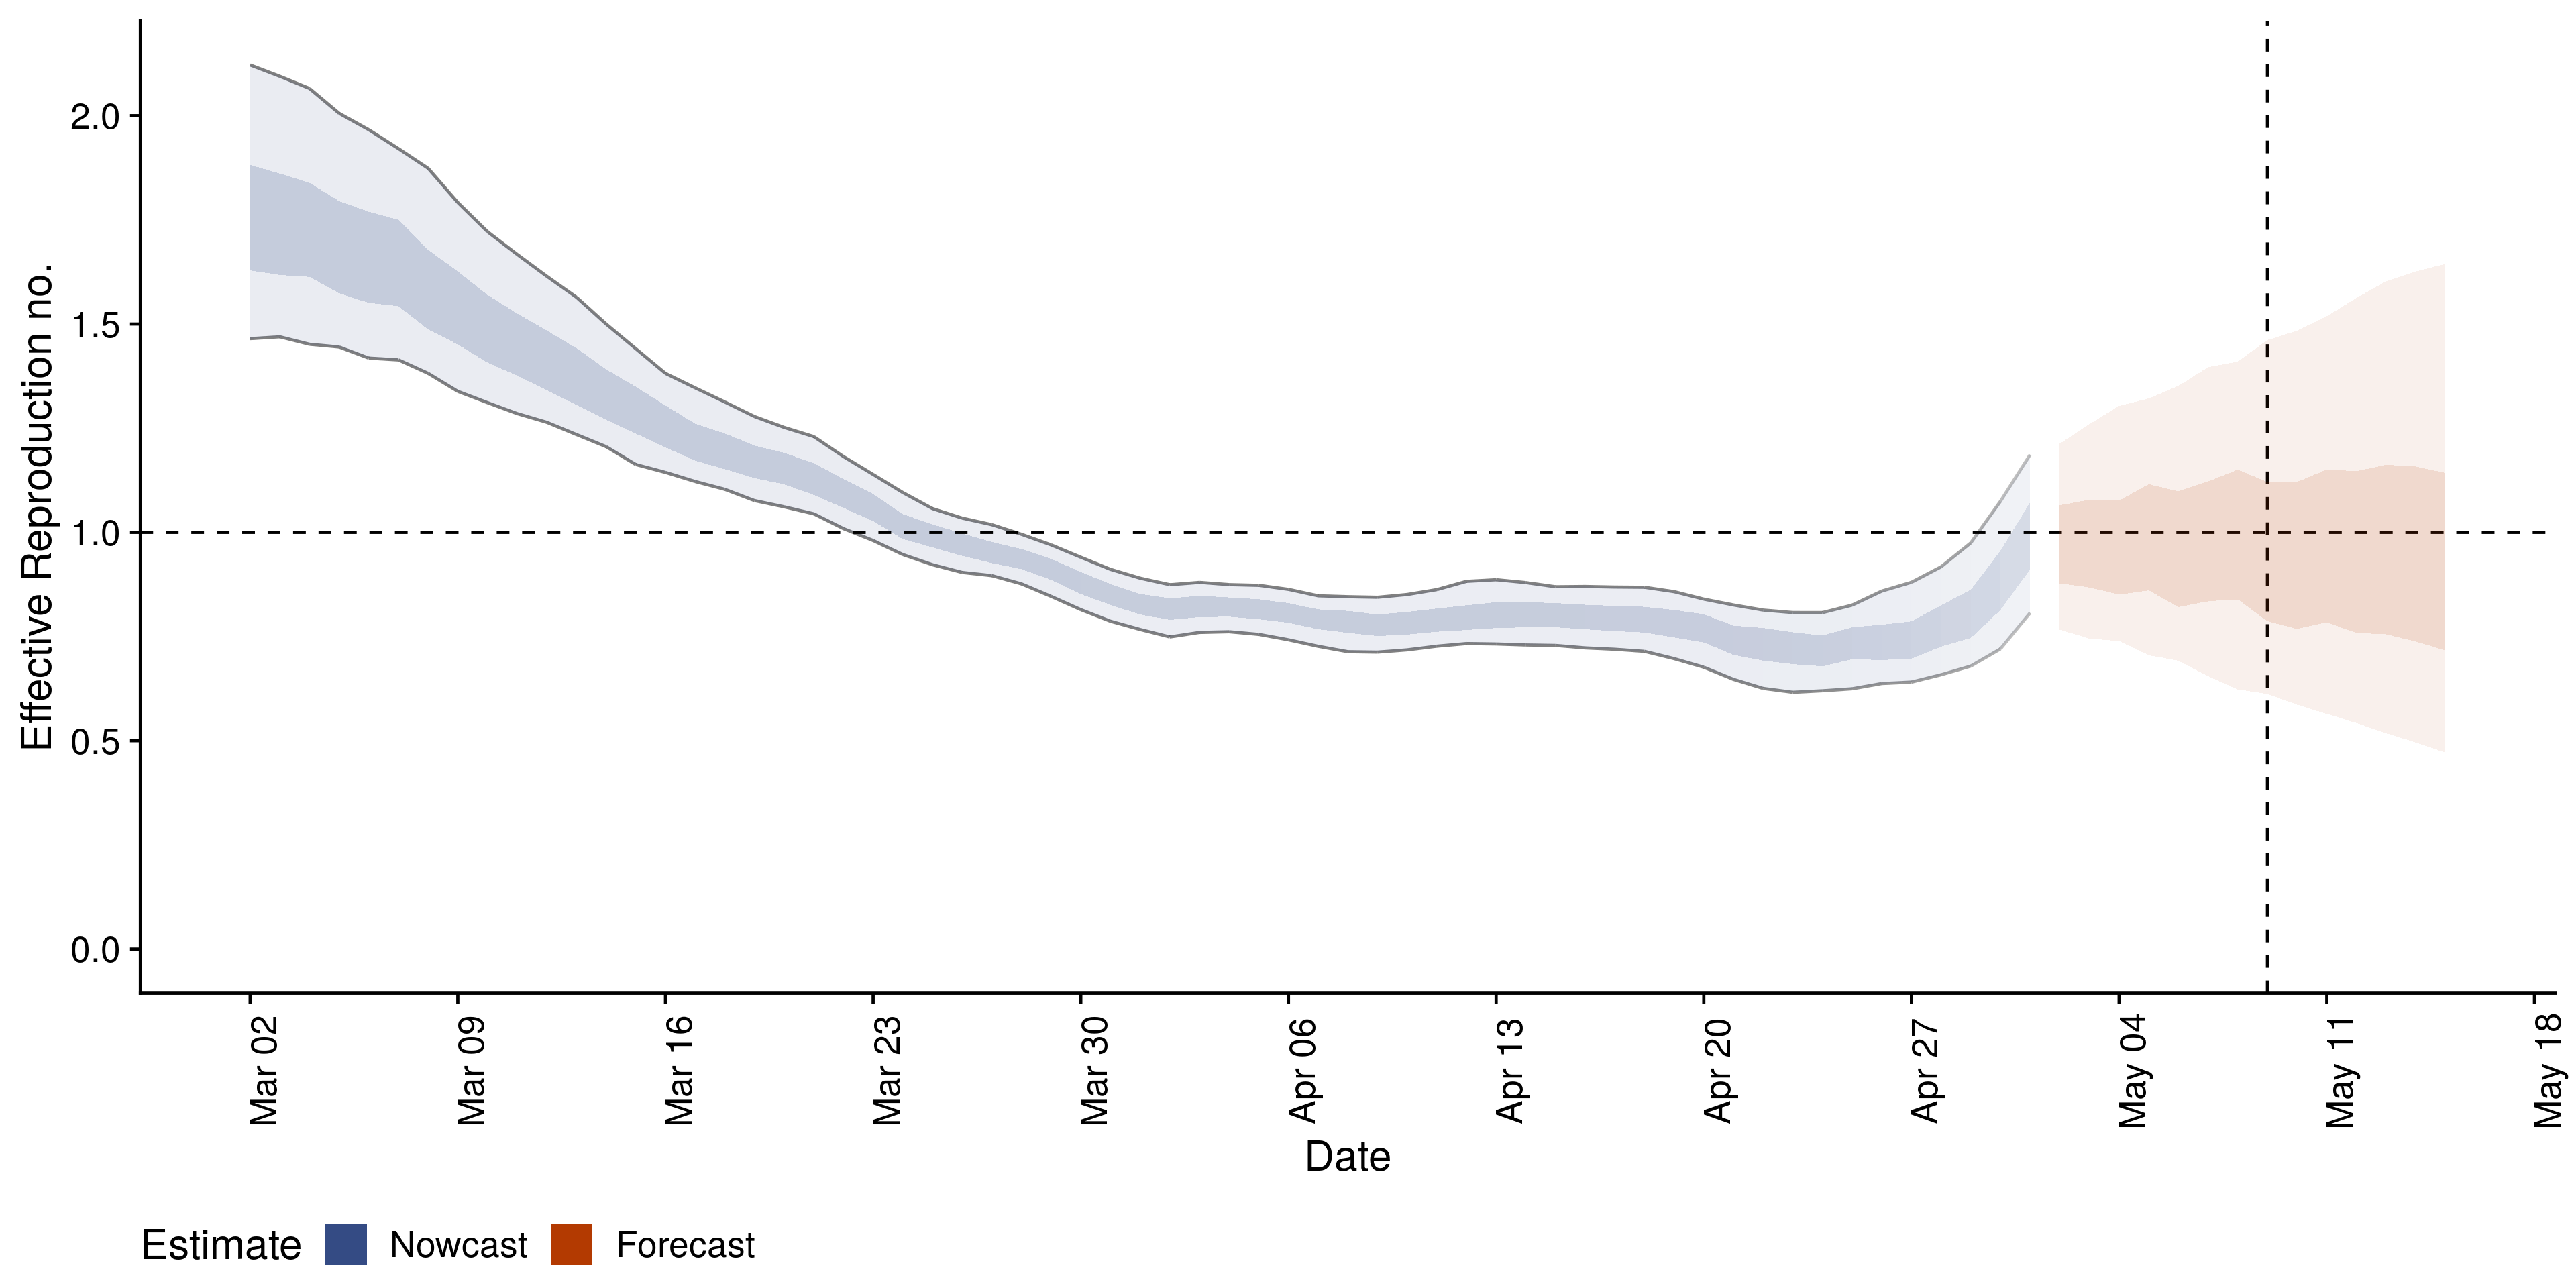 Effective Reproduction no.
2.0
1.5
1.0
0.5
0.0
Mar 02
Mar 09
Mar 16
Mar 23
Mar 30
Apr 06
Apr 13
Apr 20
Apr 27
May 04
May 11
May 18
Date
Estimate Nowcast Forecast